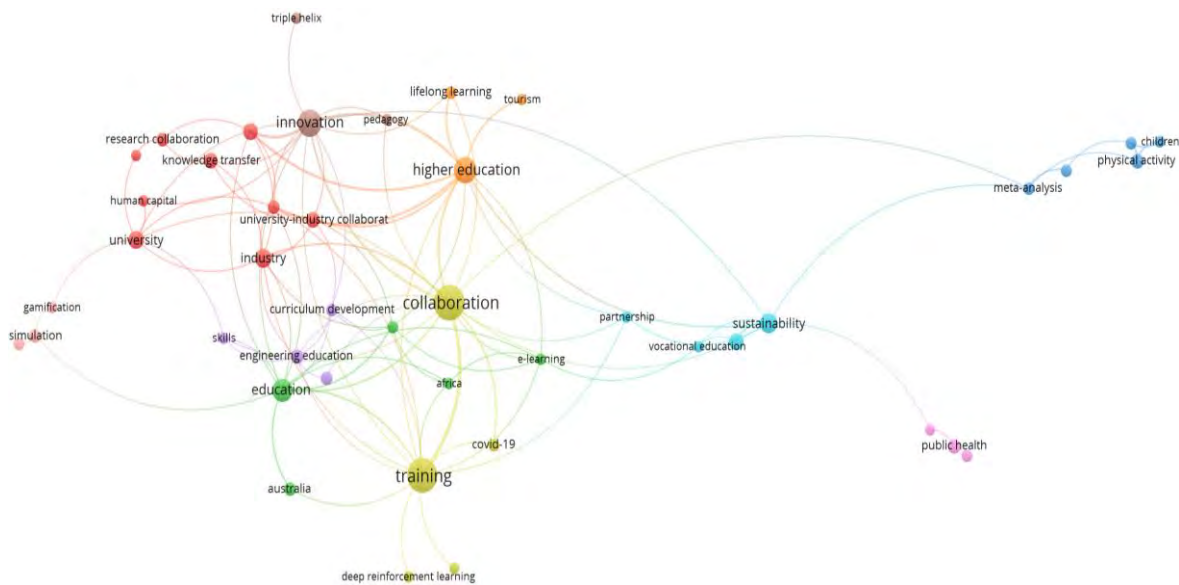 triple helix
lifelong learning
tourism
innovation
pedagogy
research collaboration
children
knowledge transfer
physical activity
higher education
meta-analysis
human capital
university-industry collaborat
university
industry
gamification
collaboration
curriculum development
partnership
sustainability
simulation
skills
vocational education
engineering education
e-learning
education
africa
covid-19
public health
training
australia
deep reinforcement learning